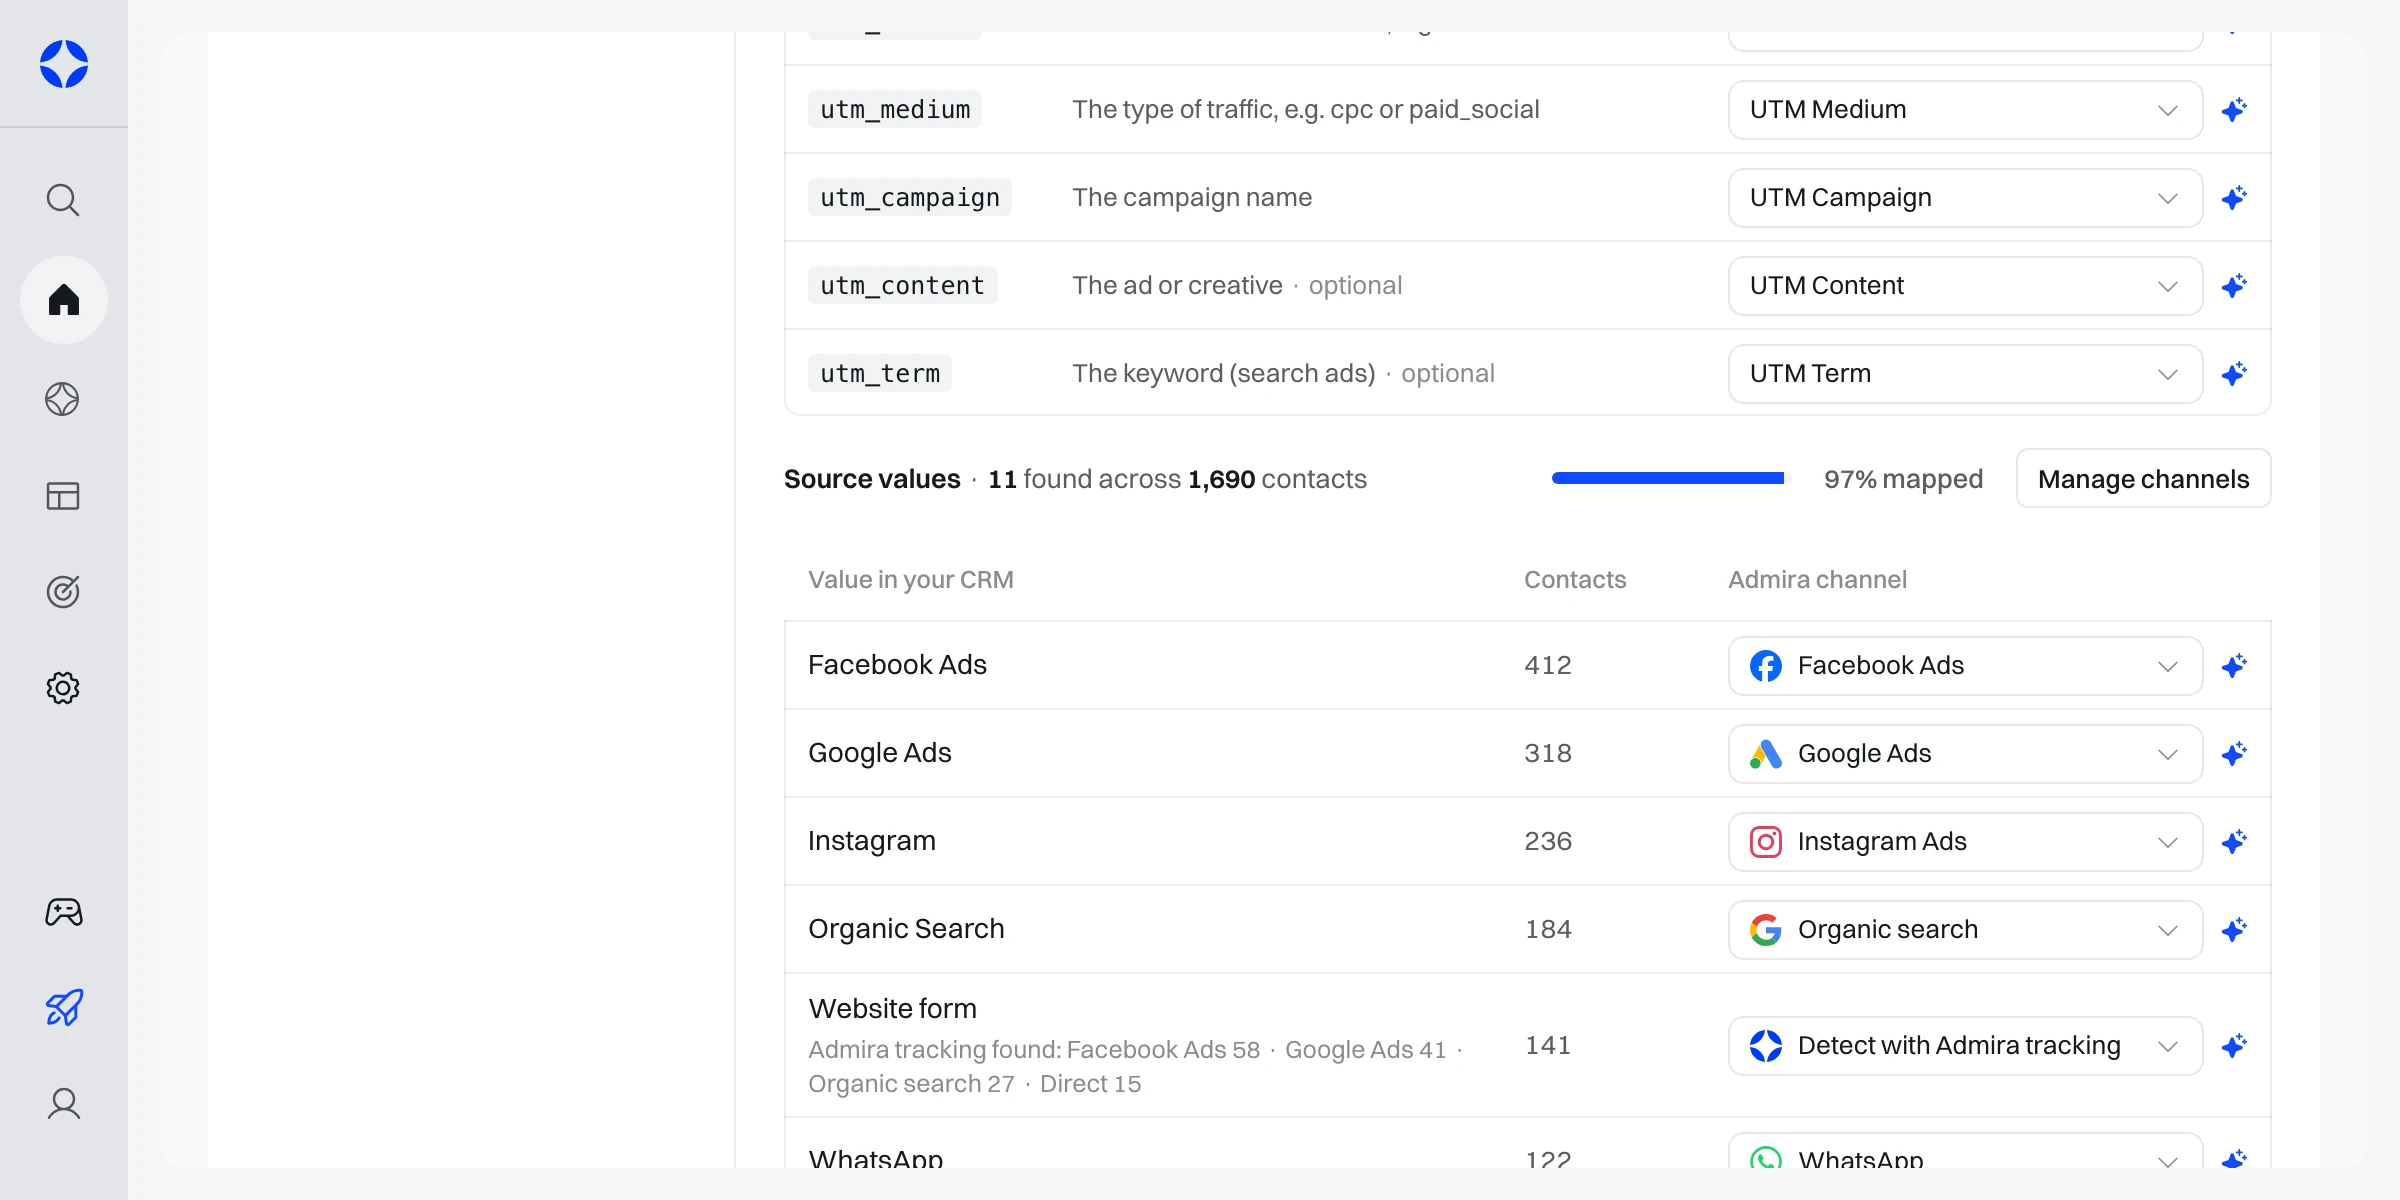 utm_medium The type of traffic, e.g. cpc or paid_social UTM Medium
utm_campaign The campaign name UTM Campaign
utm_content The ad or creative · optional UTM Content
utm_term The keyword (search ads) · optional UTM Term
Source values · 11 found across 1,690 contacts 97% mapped Manage channels
Value in your CRM Contacts Admira channel
Facebook Ads 412 Facebook Ads
Google Ads 318 Google Ads
Instagram 236 Instagram Ads
Organic Search 184 Organic search
Website form
Admira tracking found: Facebook Ads 58 · Google Ads 41 ·
Organic search 27 · Direct 15
141 Detect with Admira tracking
WhatsApp 122 WhatsApp